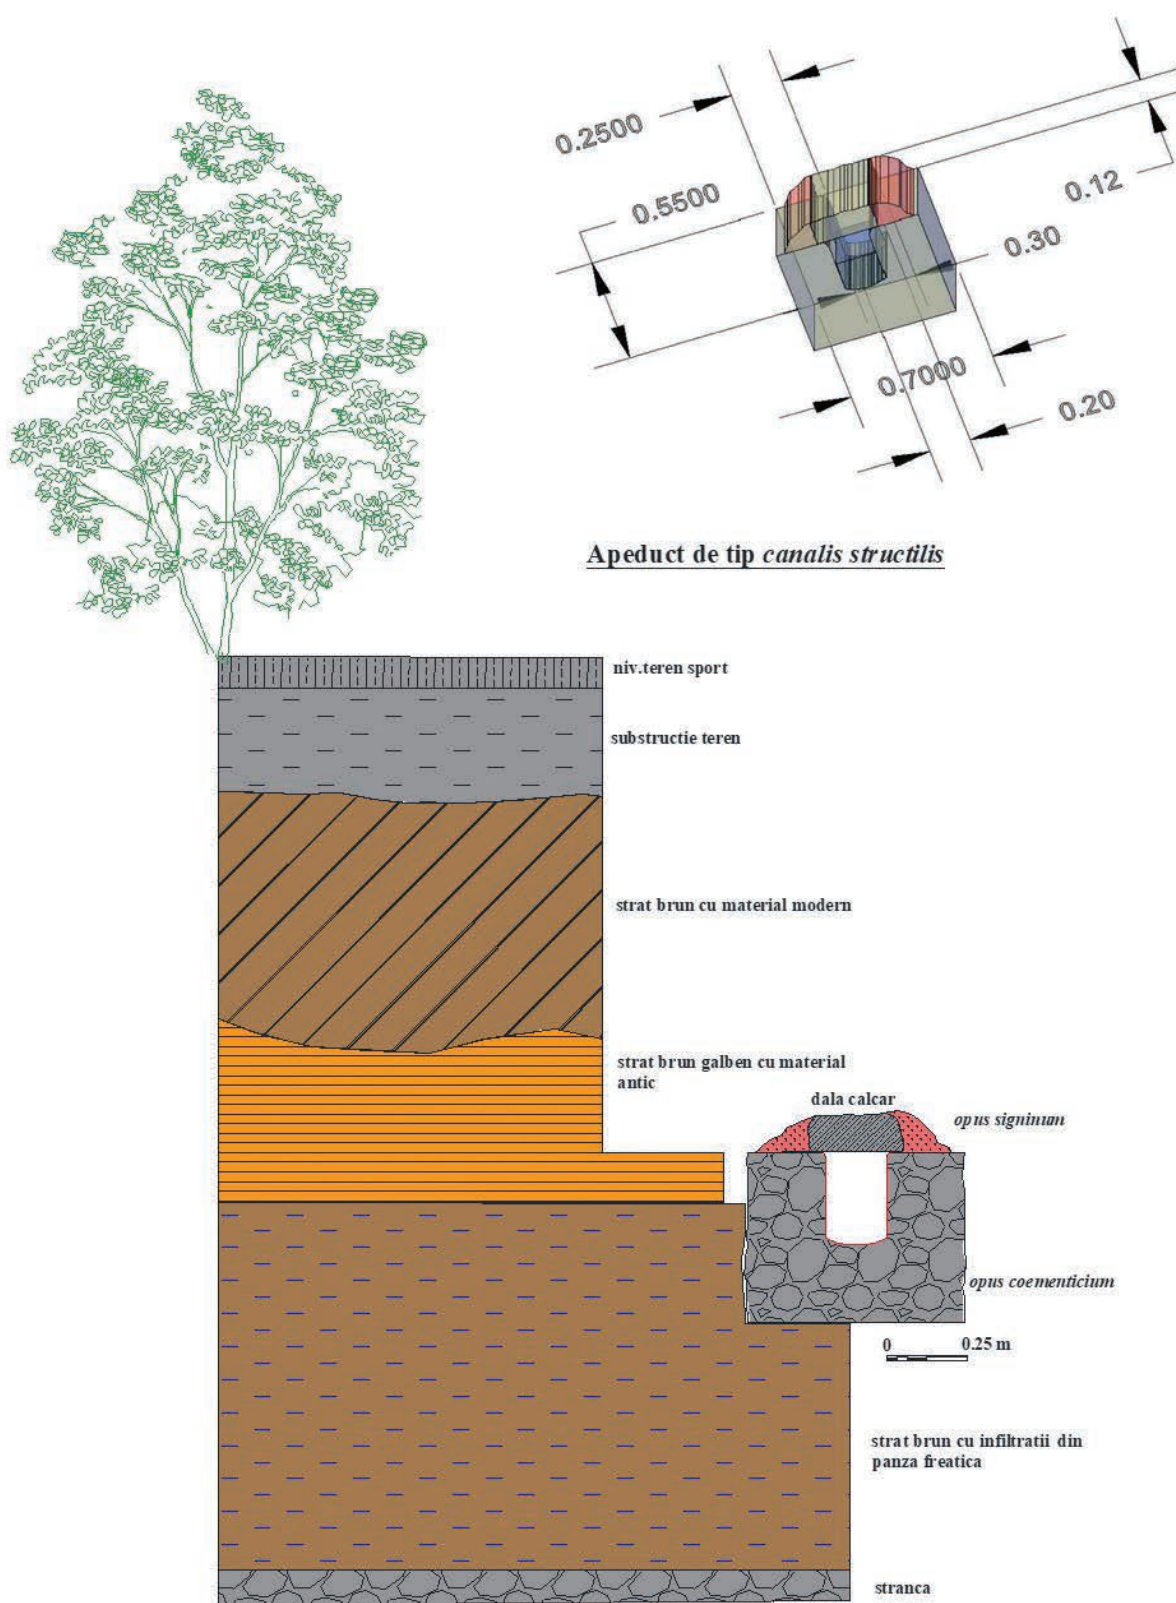 0.2500
0.5500
0.12
0.30
0.7000
0.20
Apeduct de tip canalis structilis
niv.teren sport
substructie teren
strat brun cu material modern
strat brun galben cu material
antic
dala calcar
opus signinum
opus coementicium
0 0.25 m
strat brun cu infiltratii din
panza freatica
stranca